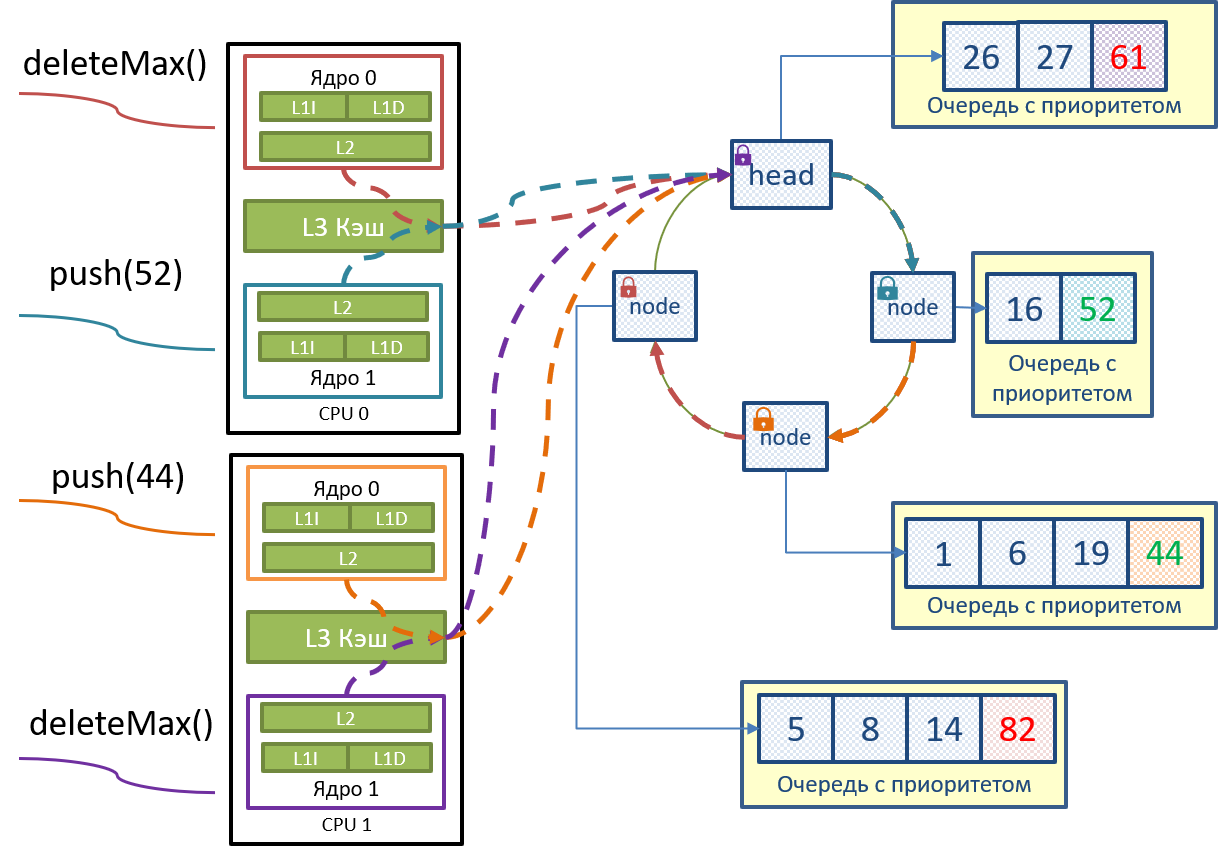 deleteMax()
push(52)
push(44)
deleteMax()
Ядро 0
L1I
L1D
L2
L3 Кэш
L2
L1I
L1D
Ядро 1
CPU 0
Ядро 0
L1I
L1D
L2
L3 Кэш
L2
L1I
L1D
Ядро 1
CPU 1
head
node
node
node
26 27 61
Очередь с приоритетом
16 52
Очередь с
приоритетом
1 6 19 44
Очередь с приоритетом
5 8 14 82
Очередь с приоритетом